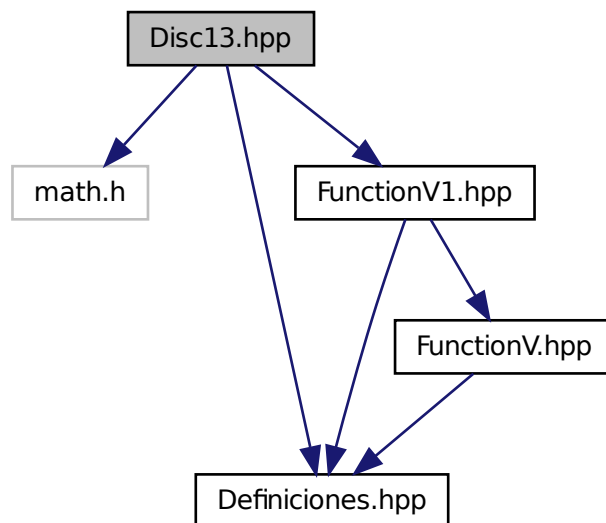 Disc13.hpp
math.h
FunctionV1.hpp
FunctionV.hpp
Definiciones.hpp